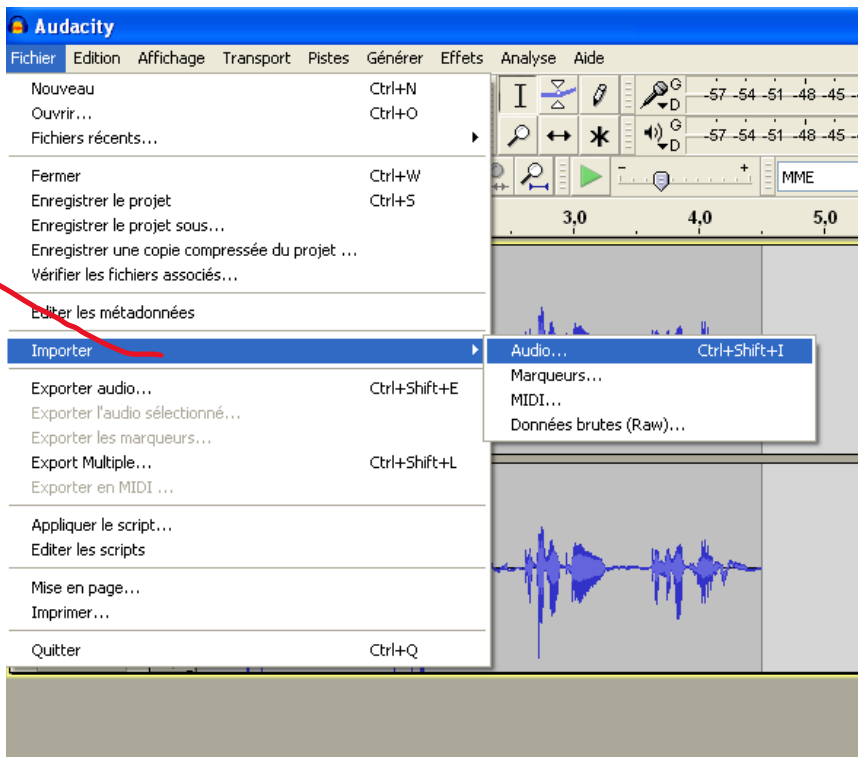 Audacity
Fichier Edition Affichage Transport Pistes Générer Effets Analyse Aide
Nouveau Ctrl+N
Ouvrir... Ctrl+O
Fichiers récents...
Fermer Ctrl+W
Enregistrer le projet Ctrl+S
Enregistrer le projet sous...
Enregistrer une copie compressée du projet ...
Vérifier les fichiers associés...
Editer les métadonnées
Importer
Exporter audio... Ctrl+Shift+E
Exporter l'audio sélectionné...
Exporter les marqueurs...
Export Multiple... Ctrl+Shift+L
Exporter en MIDI ...
Appliquer le script...
Editer les scripts
Mise en page...
Imprimer...
Quitter Ctrl+Q
Audio... Ctrl+Shift+I
Marqueurs...
MIDI...
Données brutes (Raw)...
G D -57 -54 -51 -48 -45 -
G D -57 -54 -51 -48 -45 -
- + MME
3,0 4,0 5,0